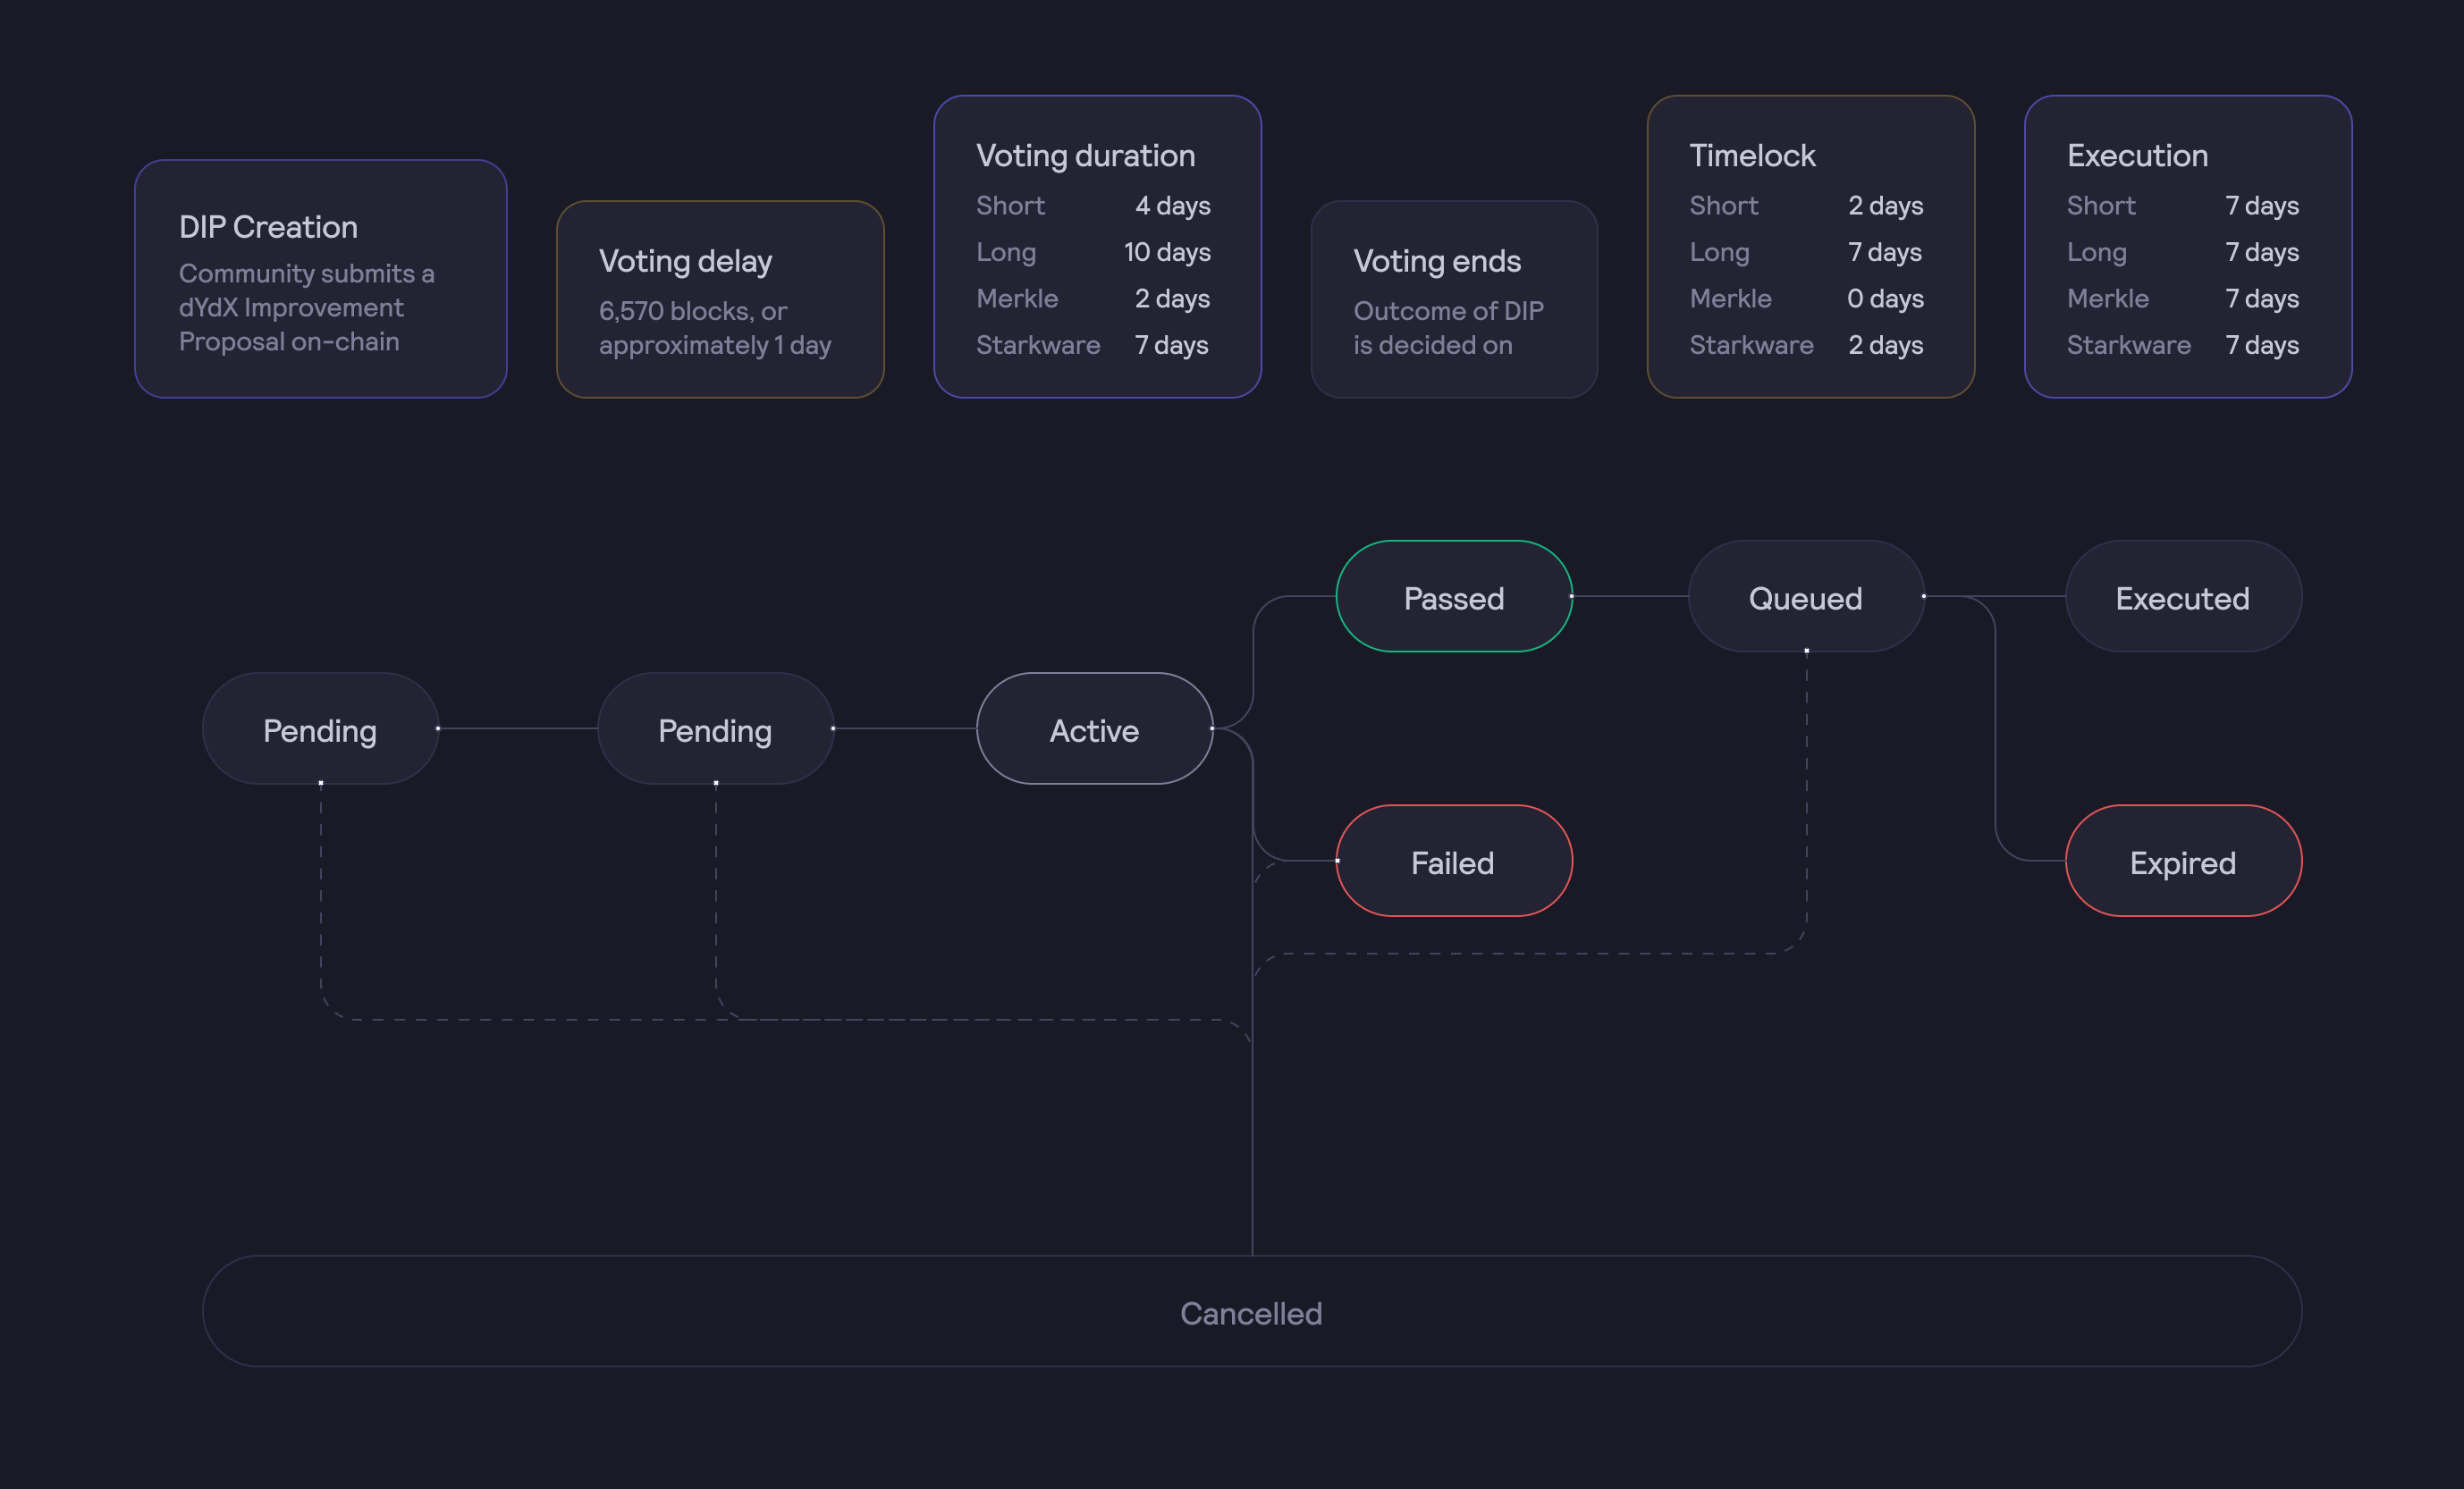 DIP Creation
Community submits a
dYdX Improvement
Proposal on-chain
Voting delay
6,570 blocks, or
approximately 1 day
Voting duration
Short 4 days
Long 10 days
Merkle 2 days
Starkware 7 days
Voting ends
Outcome of DIP
is decided on
Timelock
Short 2 days
Long 7 days
Merkle 0 days
Starkware 2 days
Execution
Short 7 days
Long 7 days
Merkle 7 days
Starkware 7 days
Passed
Queued
Executed
Pending
Pending
Active
Failed
Expired
Cancelled